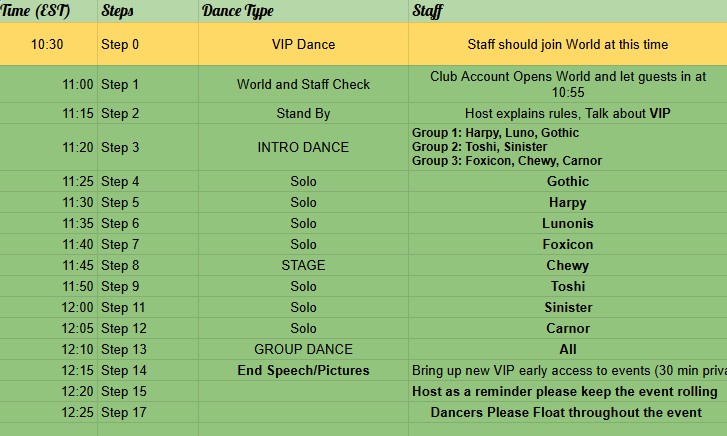 Time (EST) Steps Dance Type Staff
10:30 Step 0 VIP Dance Staff should join World at this time
11:00 Step 1 World and Staff Check Club Account Opens World and let guests in at
10:55
11:15 Step 2 Stand By Host explains rules, Talk about VIP
11:20 Step 3 INTRO DANCE Group 1: Harpy, Luno, Gothic
Group 2: Toshi, Sinister
Group 3: Foxicon, Chewy, Carnor
11:25 Step 4 Solo Gothic
11:30 Step 5 Solo Harpy
11:35 Step 6 Solo Lunonis
11:40 Step 7 Solo Foxicon
11:45 Step 8 STAGE Chewy
11:50 Step 9 Solo Toshi
12:00 Step 11 Solo Sinister
12:05 Step 12 Solo Carnor
12:10 Step 13 GROUP DANCE All
12:15 Step 14 End Speech/Pictures Bring up new VIP early access to events (30 min priva
12:20 Step 15 Host as a reminder please keep the event rolling
12:25 Step 17 Dancers Please Float throughout the event